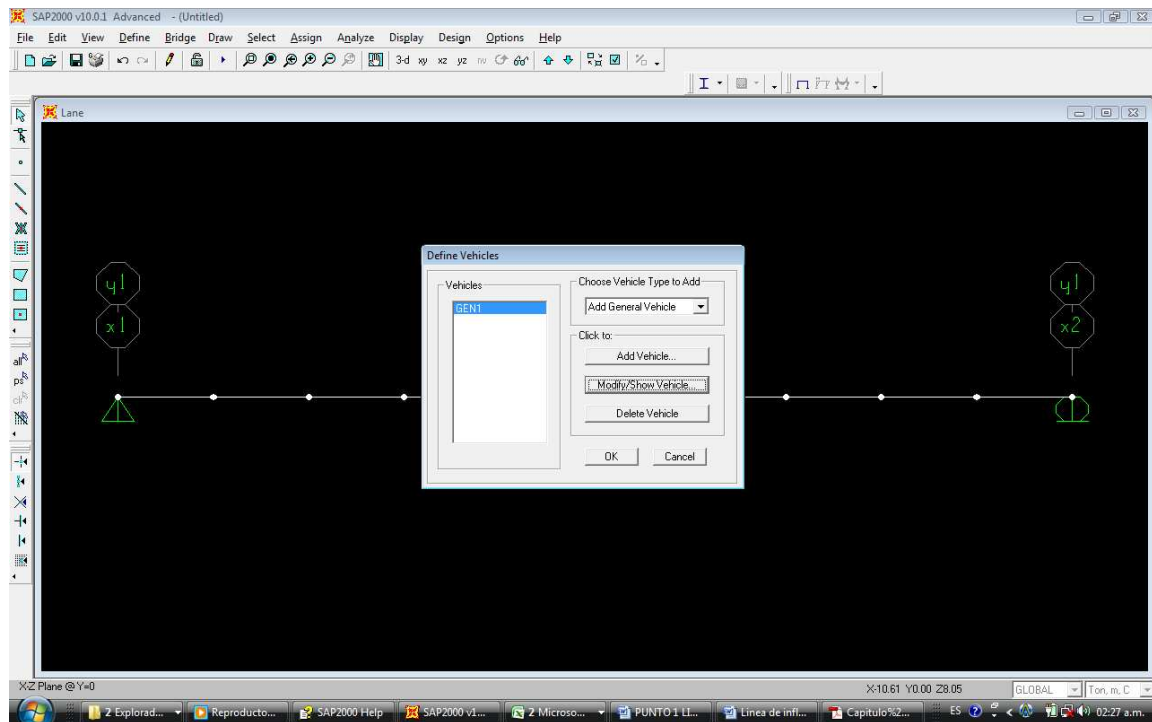 SAP2000 v10.0.1 Advanced - (Untitled)
File Edit View Define Bridge Draw Select Assign Analyze Display Design Options Help
3-d xy xz yz nv
Lane
all
ps
clr
y1
x1
y1
x2
Define Vehicles
Vehicles
GEN1
Choose Vehicle Type to Add
Add General Vehicle
Click to:
Add Vehicle...
Modify/Show Vehicle...
Delete Vehicle
OK Cancel
X-Z Plane @ Y=0
X-10.61 Y0.00 Z8.05
GLOBAL
Ton, m, C
2 Explorad...
Reproducto...
SAP2000 Help
SAP2000 v1...
2 Microso...
PUNTO 1 LI...
Linea de infl...
Capitulo%2...
ES
02:27 a.m.